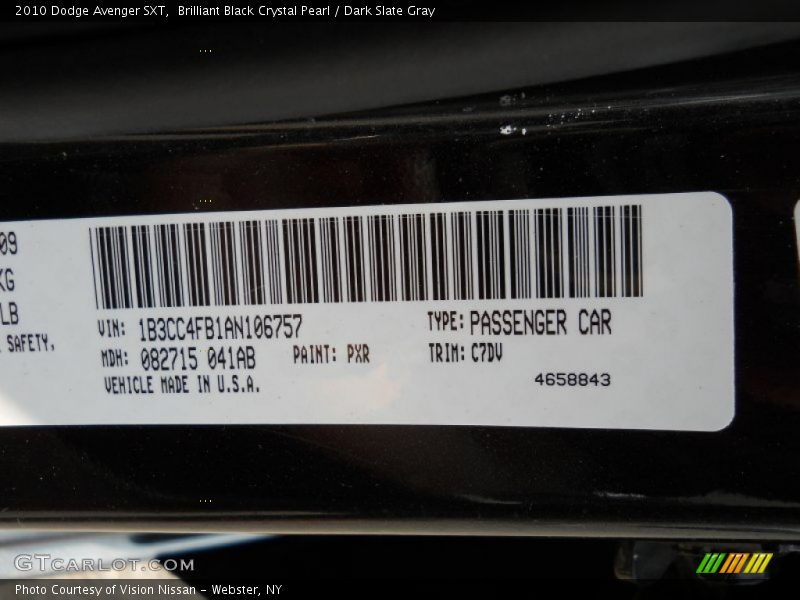 2010 Dodge Avenger SXT,  Brilliant Black Crystal Pearl / Dark Slate Gray
09
KG
LB
SAFETY.
VIN: 1B3CC4FB1AN106757
TYPE: PASSENGER CAR
MDH: 082715 041AB
PAINT: PXR
TRIM: C7DV
VEHICLE MADE IN U.S.A.
4658843
GTCARLOT.COM
Photo Courtesy of Vision Nissan - Webster, NY